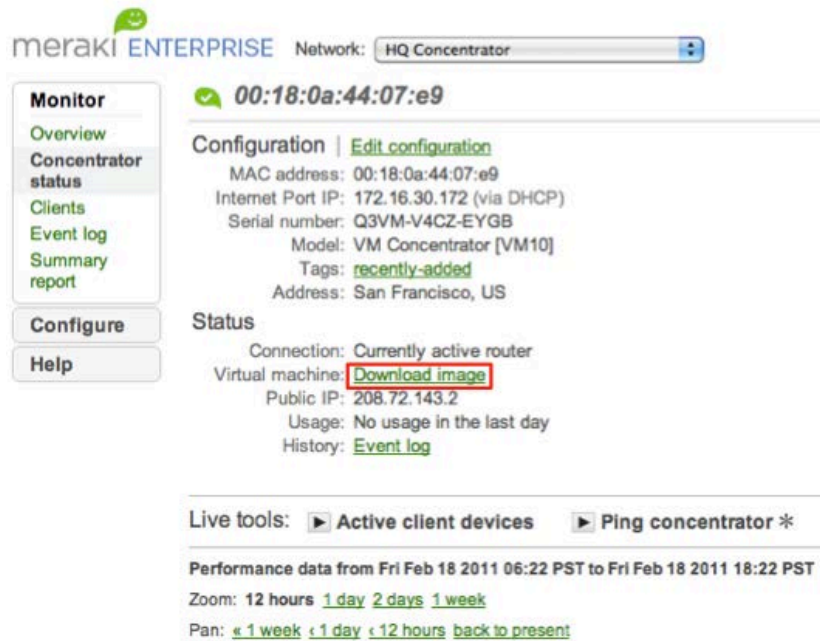 meraki ENTERPRISE Network: HQ Concentrator
Monitor
Overview
Concentrator
status
Clients
Event log
Summary
report
Configure
Help
00:18:0a:44:07:e9
Configuration | Edit configuration
MAC address: 00:18:0a:44:07:e9
Internet Port IP: 172.16.30.172 (via DHCP)
Serial number: Q3VM-V4CZ-EYGB
Model: VM Concentrator [VM10]
Tags: recently-added
Address: San Francisco, US
Status
Connection: Currently active router
Virtual machine: Download image
Public IP: 208.72.143.2
Usage: No usage in the last day
History: Event log
Live tools: ▶ Active client devices ▶ Ping concentrator *
Performance data from Fri Feb 18 2011 06:22 PST to Fri Feb 18 2011 18:22 PST
Zoom: 12 hours 1 day 2 days 1 week
Pan: « 1 week ‹ 1 day ‹ 12 hours back to present